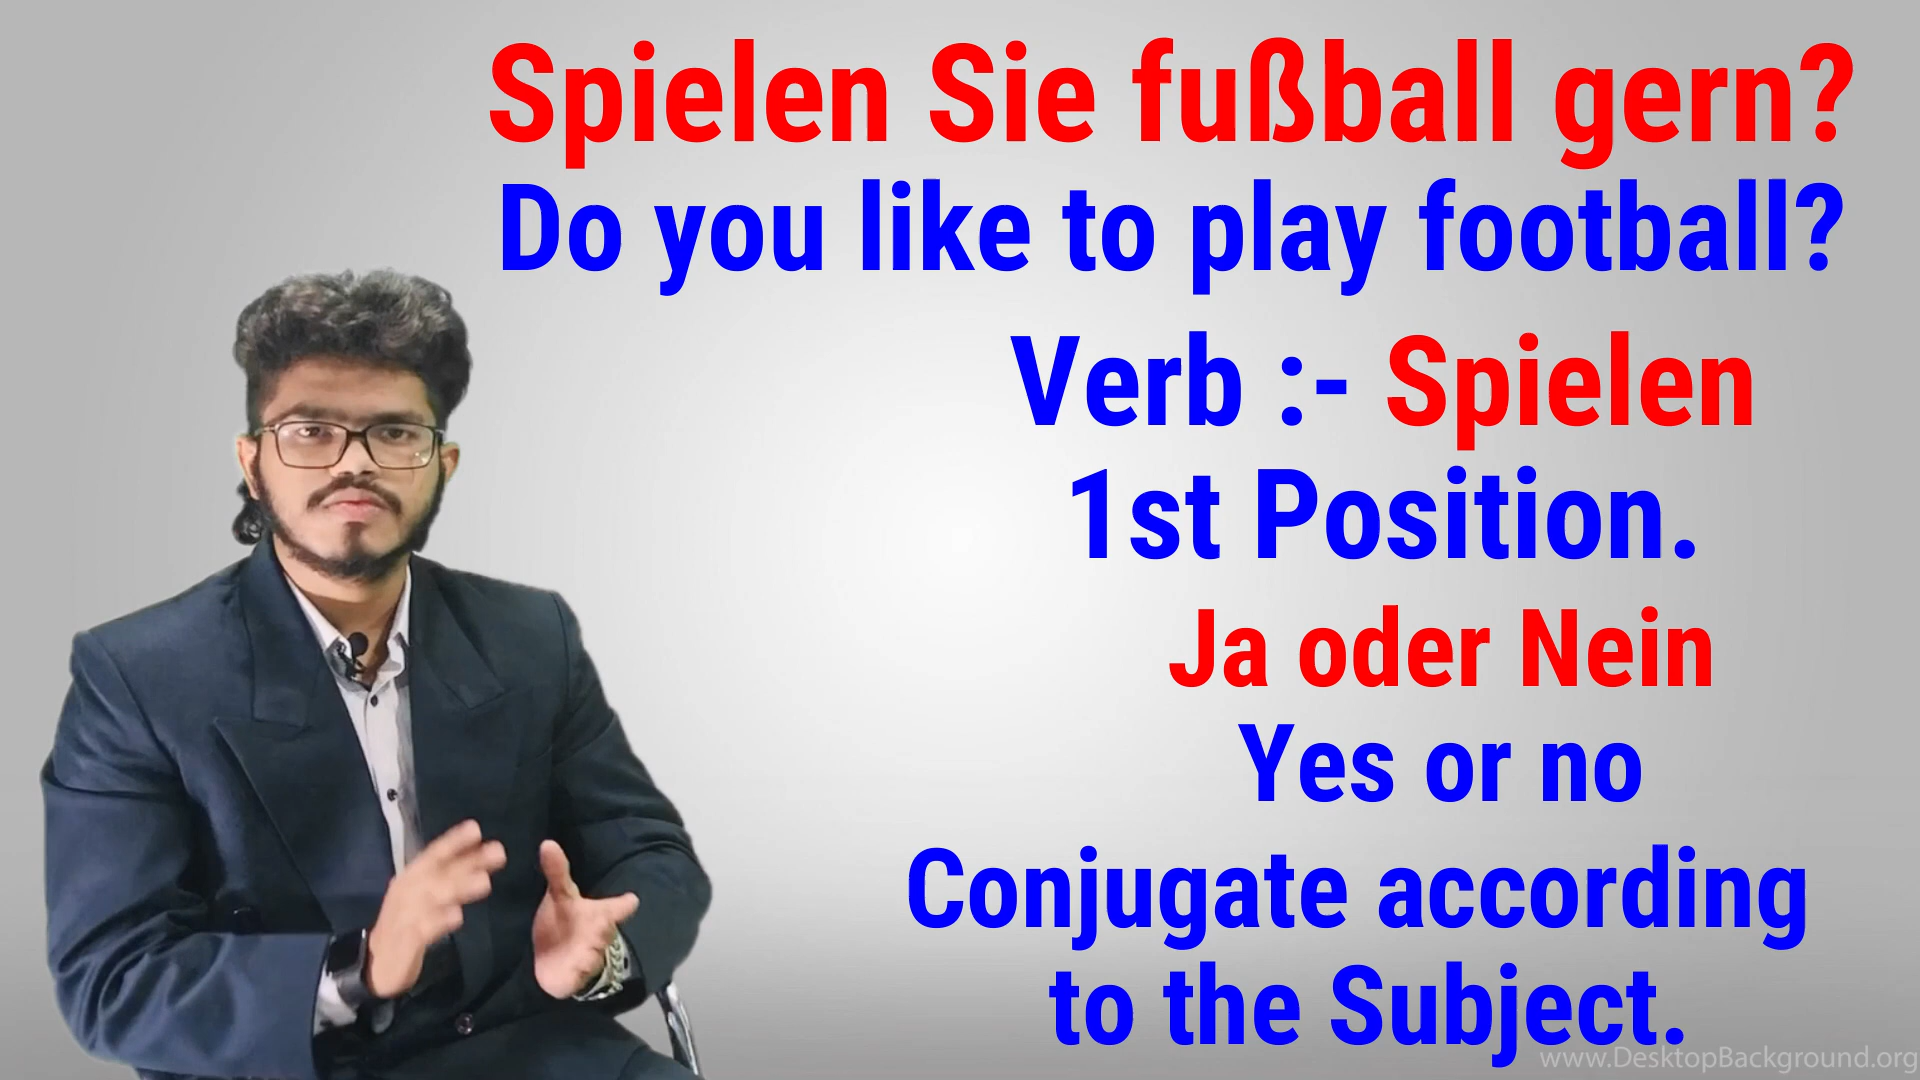 Spielen Sie fußball gern?
Do you like to play football?
Verb :- Spielen
1st Position.
Ja oder Nein
Yes or no
Conjugate according
to the Subject.
www.DesktopBackground.org